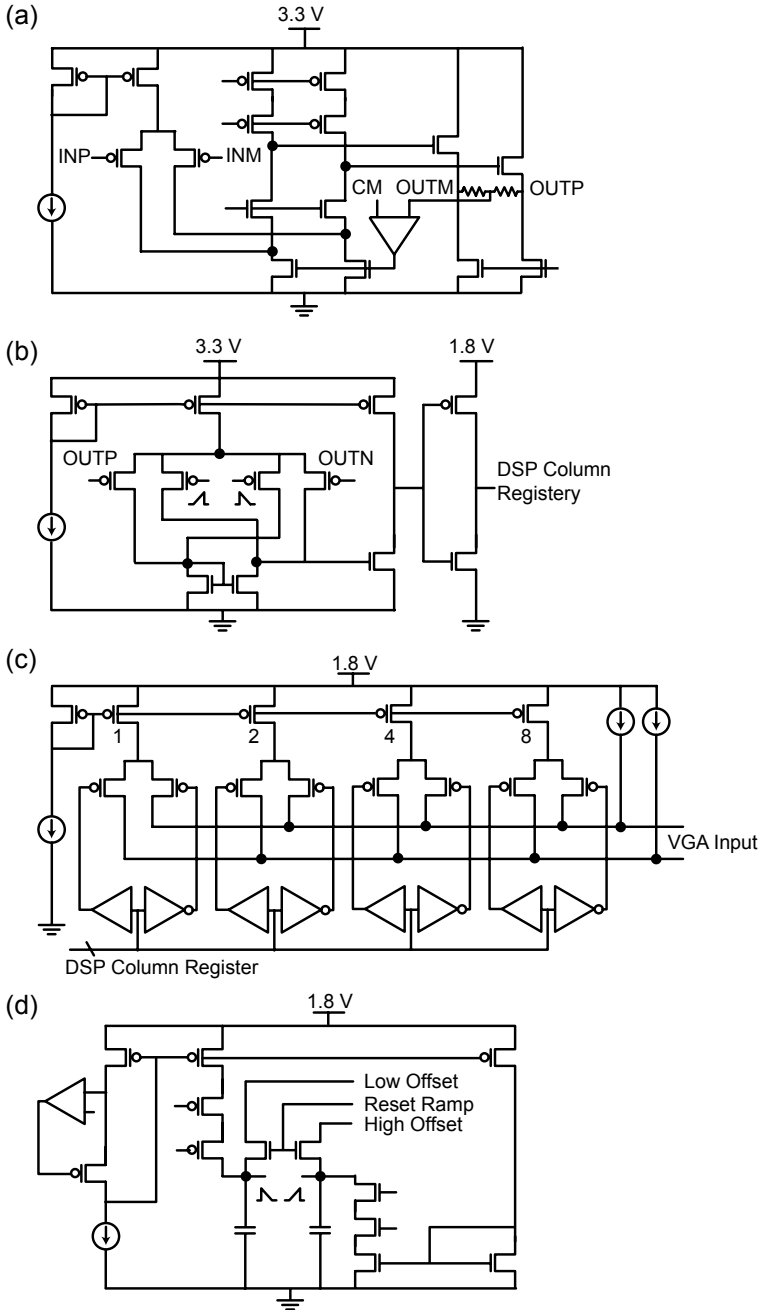 (a)
3.3 V
INP
INM
CM
OUTM
OUTP
(b)
3.3 V
1.8 V
OUTP
OUTN
DSP Column
Registery
(c)
1.8 V
1
2
4
8
VGA Input
DSP Column Register
(d)
1.8 V
Low Offset
Reset Ramp
High Offset